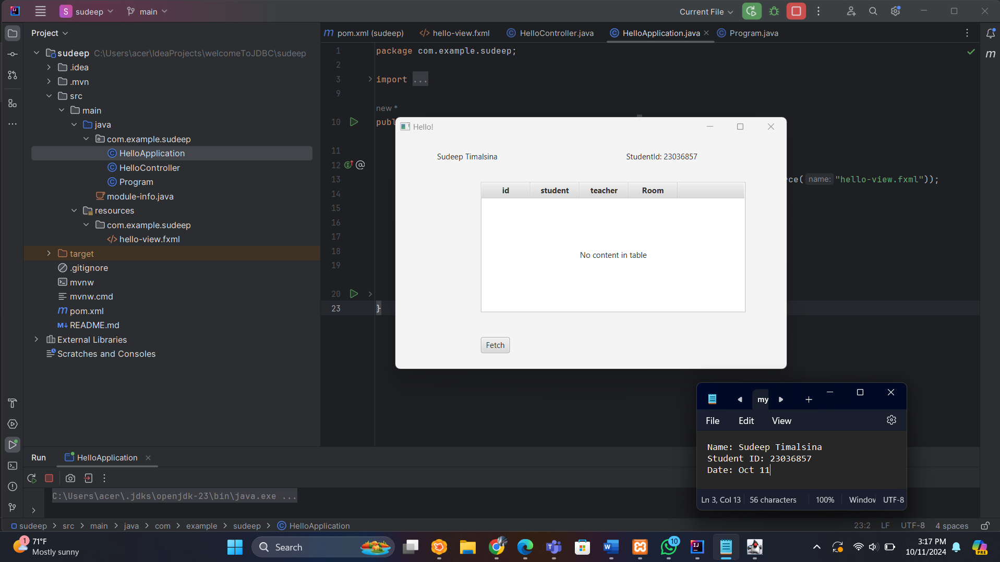 S sudeep
main
Current File
Project
pom.xml (sudeep)
hello-view.fxml
HelloController.java
HelloApplication.java
Program.java
sudeep C:\Users\acer\IdeaProjects\welcomeToJDBC\sudeep
.idea
.mvn
src
main
java
com.example.sudeep
HelloApplication
HelloController
Program
module-info.java
resources
com.example.sudeep
hello-view.fxml
target
.gitignore
mvnw
mvnw.cmd
pom.xml
README.md
External Libraries
Scratches and Consoles
1 package com.example.sudeep;
2
3 import ...
9
new *
10 publ
11
12
13 rce( name: "hello-view.fxml"));
14
15
16
17
18
19
20
23 }
Hello!
Sudeep Timalsina
StudentId: 23036857
id student teacher Room
No content in table
Fetch
my
File Edit View
Name: Sudeep Timalsina
Student ID: 23036857
Date: Oct 11
Ln 3, Col 13 56 characters 100% Window UTF-8
Run HelloApplication
C:\Users\acer\.jdks\openjdk-23\bin\java.exe ...
sudeep > src > main > java > com > example > sudeep > HelloApplication
23:2 LF UTF-8 4 spaces
1
71°F
Mostly sunny
Search
10
3:17 PM
10/11/2024
PRE